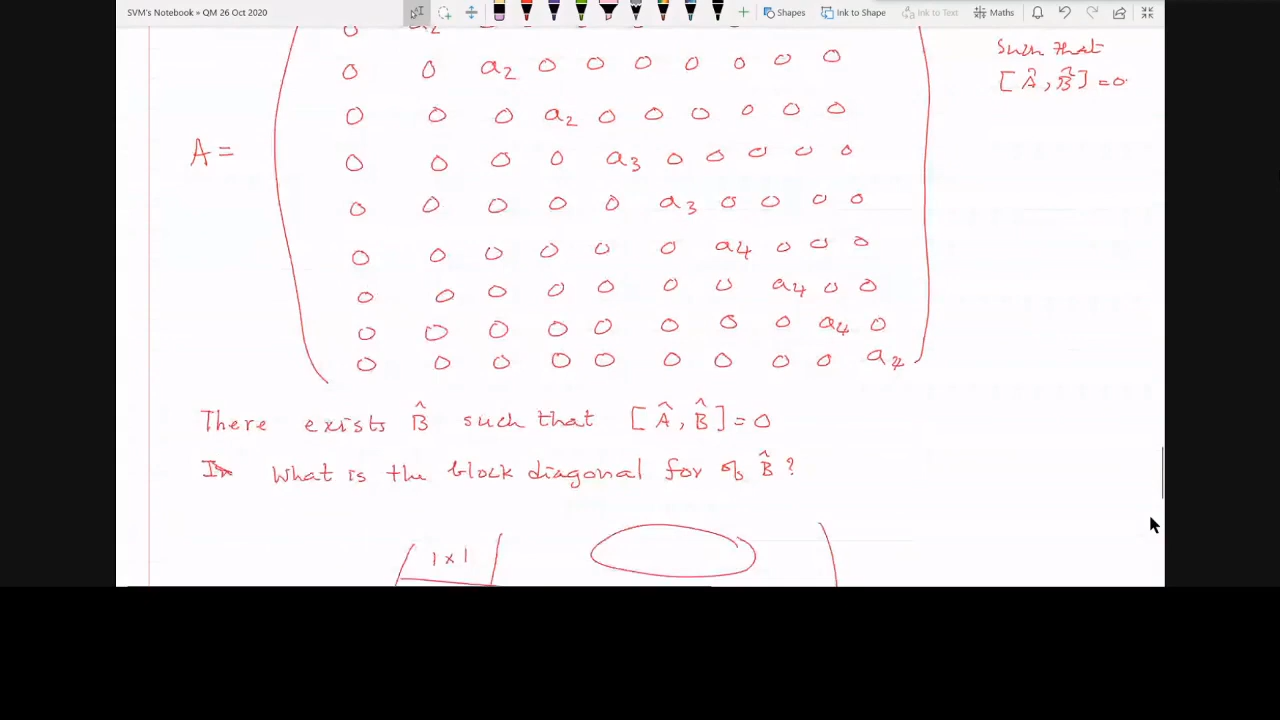 SVM's Notebook » QM 26 Oct 2020
Shapes
Ink to Shape
Ink to Text
Maths
Such that
[Â, B̂] = 0
0 a2
0 0 a2 0 0 0 0 0 0 0
0 0 0 a2 0 0 0 0 0 0
A =
0 0 0 0 a3 0 0 0 0 0
0 0 0 0 0 a3 0 0 0 0
0 0 0 0 0 0 a4 0 0 0
0 0 0 0 0 0 0 a4 0 0
0 0 0 0 0 0 0 0 a4 0
0 0 0 0 0 0 0 0 0 a4
There exists B̂ such that [Â, B̂] = 0
What is the block diagonal for of B̂ ?
1 x 1